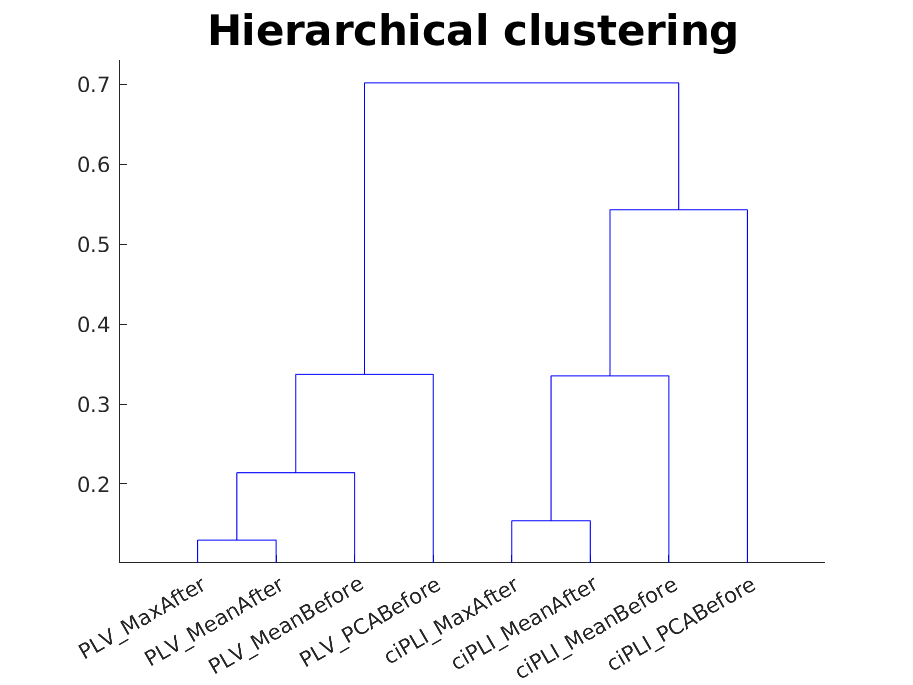 Hierarchical clustering
0.7
0.6
0.5
0.4
0.3
0.2
PLV_MaxAfter
PLV_MeanAfter
PLV_MeanBefore
PLV_PCABefore
ciPLI_MaxAfter
ciPLI_MeanAfter
ciPLI_MeanBefore
ciPLI_PCABefore